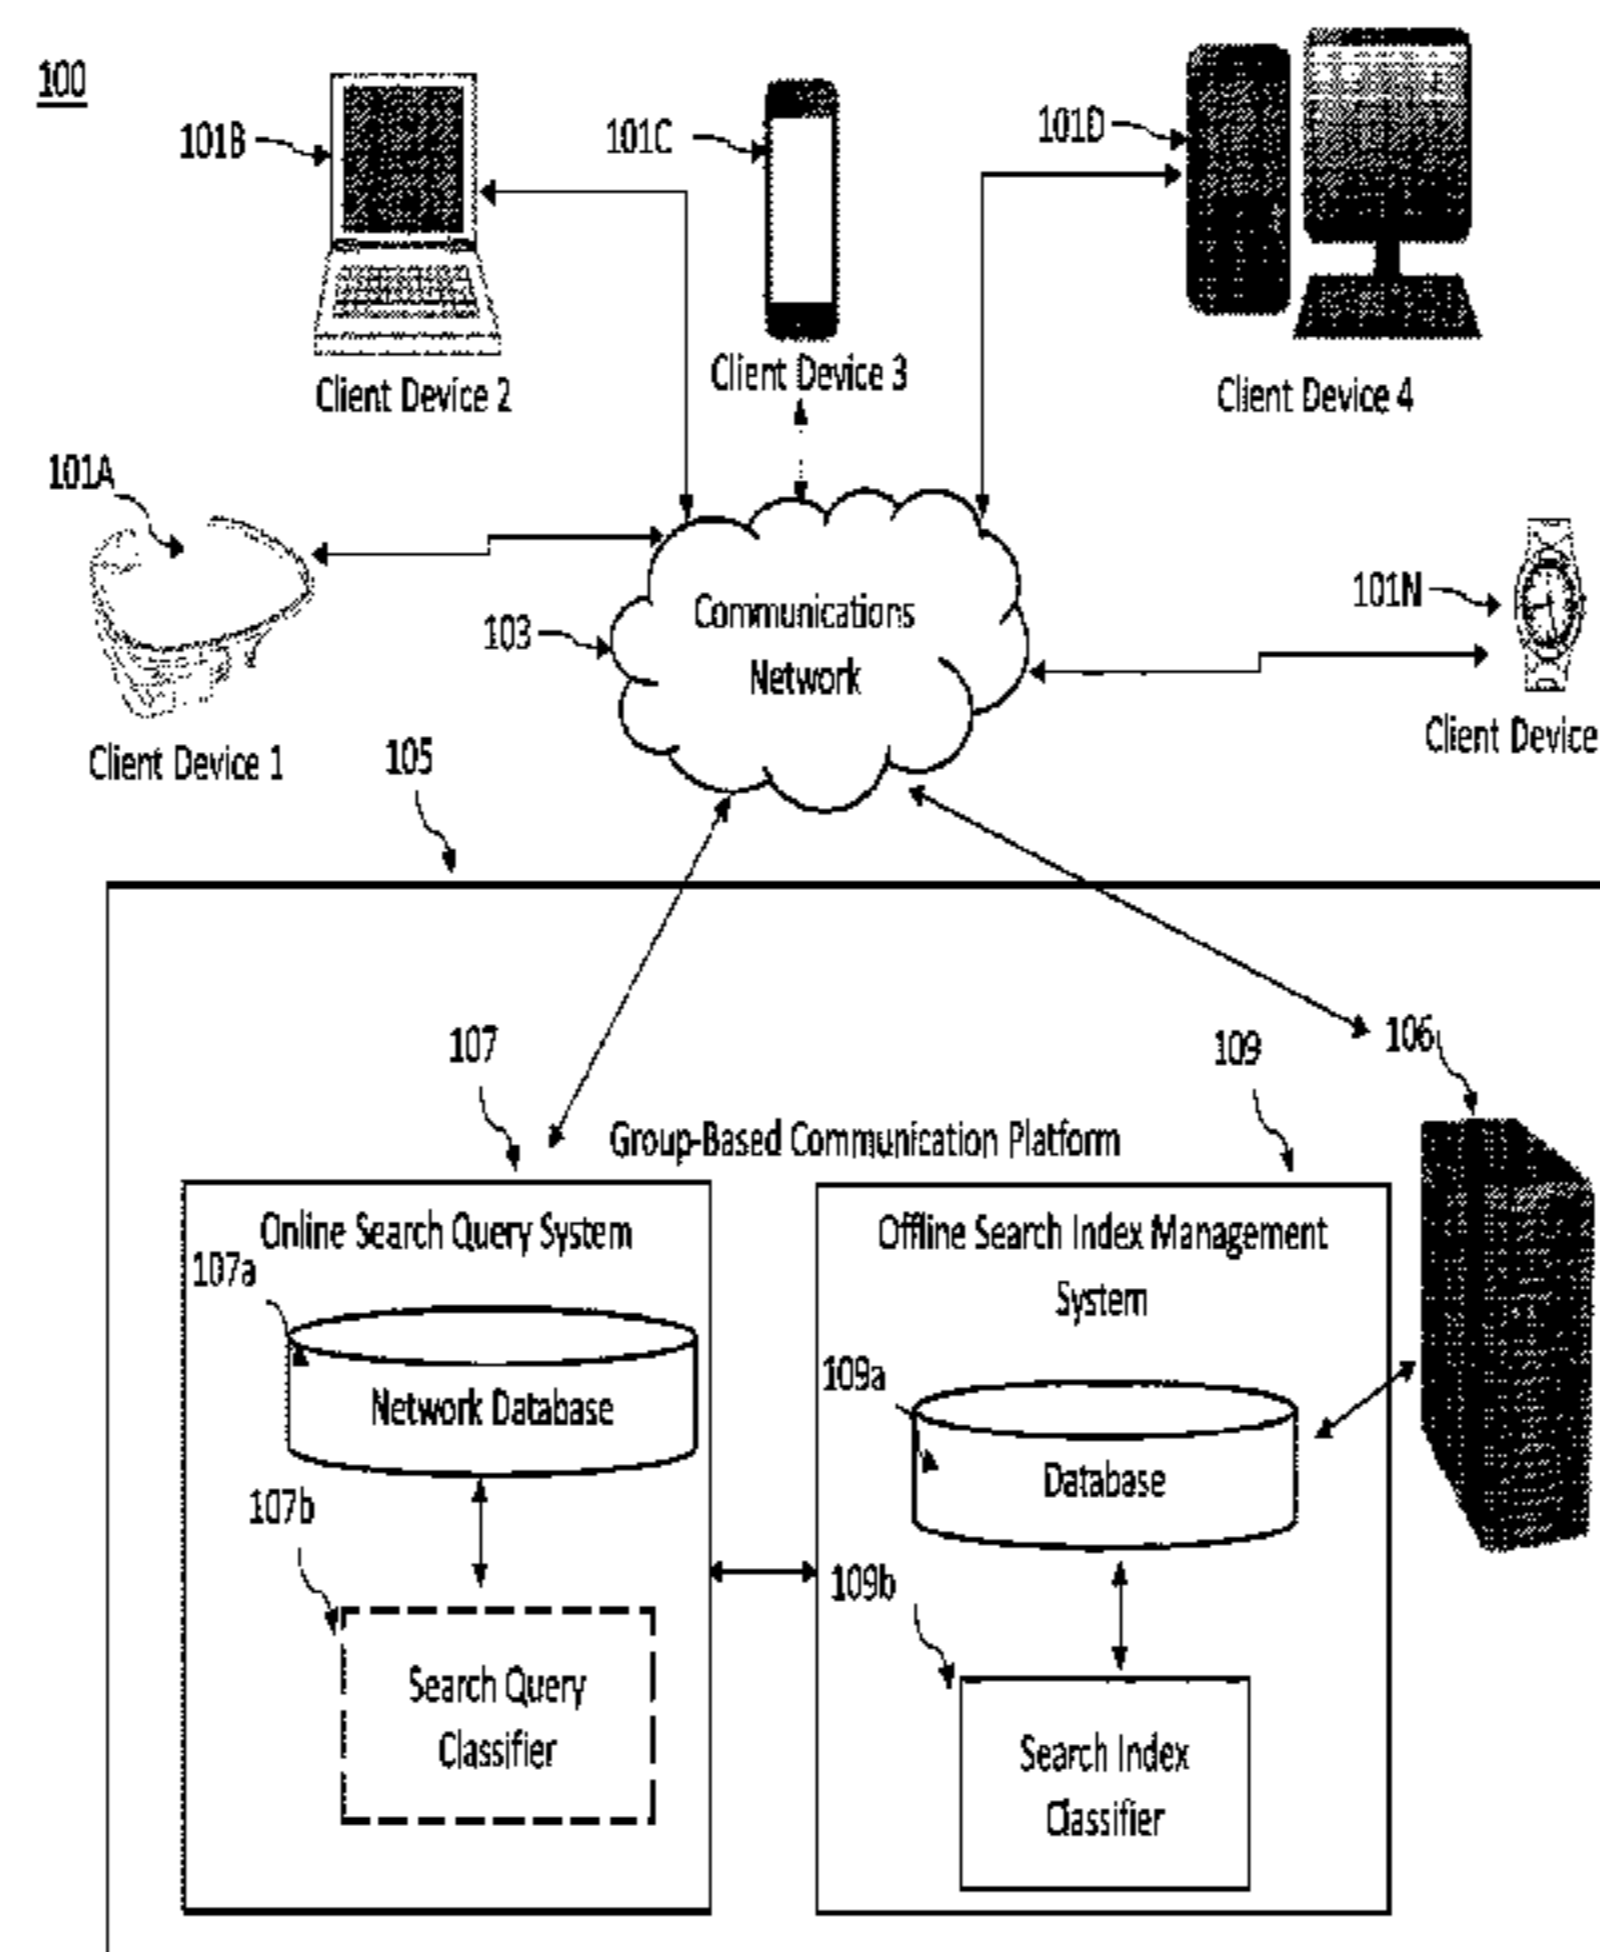 100
101B
101C
101D
Client Device 2
Client Device 3
Client Device 4
101A
103
Communications
Network
101N
Client Device 1
Client Device
105
107
109
106
Group-Based Communication Platform
Online Search Query System
107a
Network Database
107b
Search Query
Classifier
Offline Search Index Management
System
109a
Database
109b
Search Index
Classifier